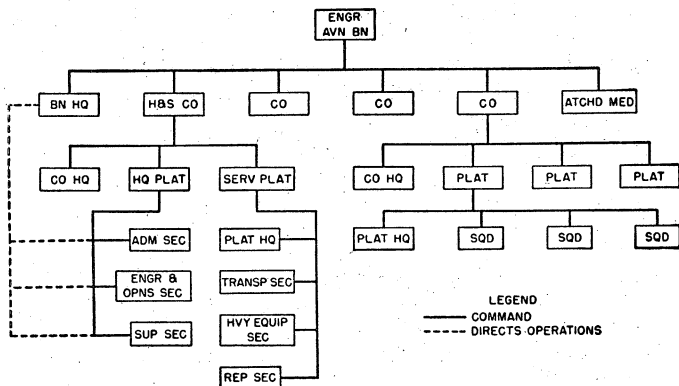 ENGR
AVN BN
BN HQ
H&S CO
CO
CO
CO
ATCHD MED
CO HQ
HQ PLAT
SERV PLAT
CO HQ
PLAT
PLAT
PLAT
ADM SEC
PLAT HQ
PLAT HQ
SQD
SQD
SQD
ENGR &
OPNS SEC
TRANSP SEC
SUP SEC
HVY EQUIP
SEC
REP SEC
LEGEND
COMMAND
DIRECTS OPERATIONS